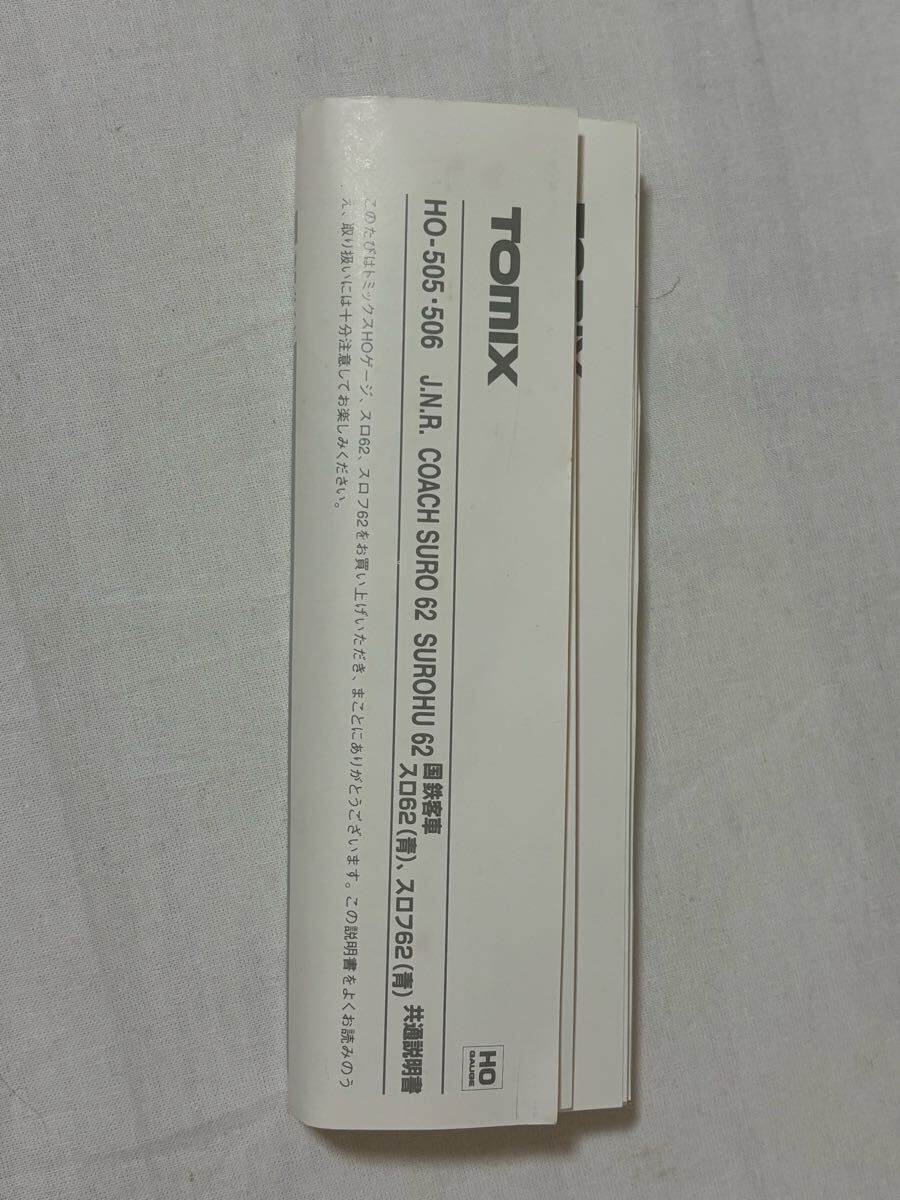 TOMIX
HO-505・506 J.N.R. COACH SURO 62 SUROHU 62 国鉄客車
スロ62(青)、スロフ62(青) 共通説明書
HO
GAUGE
このたびはトミックスHOゲージ、スロ62、スロフ62をお買い上げいただき、まことにありがとうございます。この説明書をよくお読みのう
え、取り扱いには十分注意してお楽しみください。
TOMIX